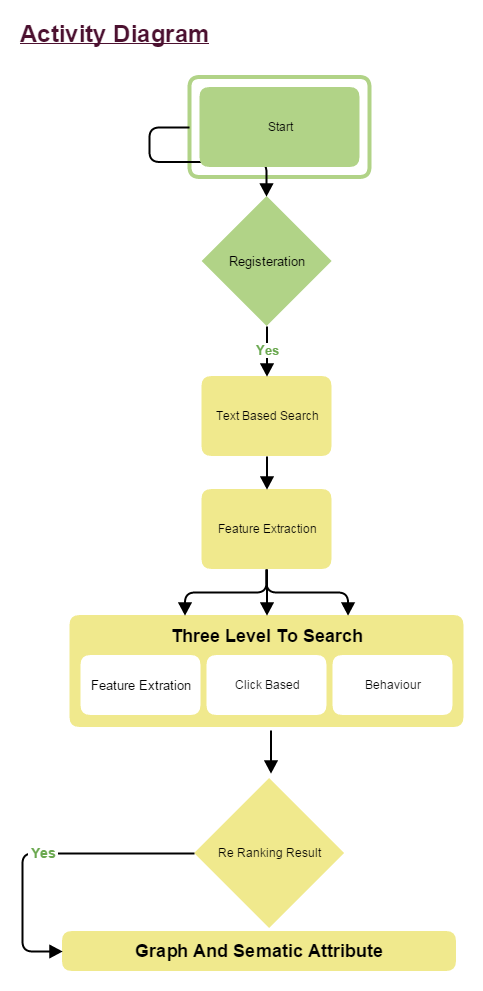 Activity Diagram
Start
Registeration
Yes
Text Based Search
Feature Extraction
Three Level To Search
Feature Extration
Click Based
Behaviour
Re Ranking Result
Yes
Graph And Sematic Attribute